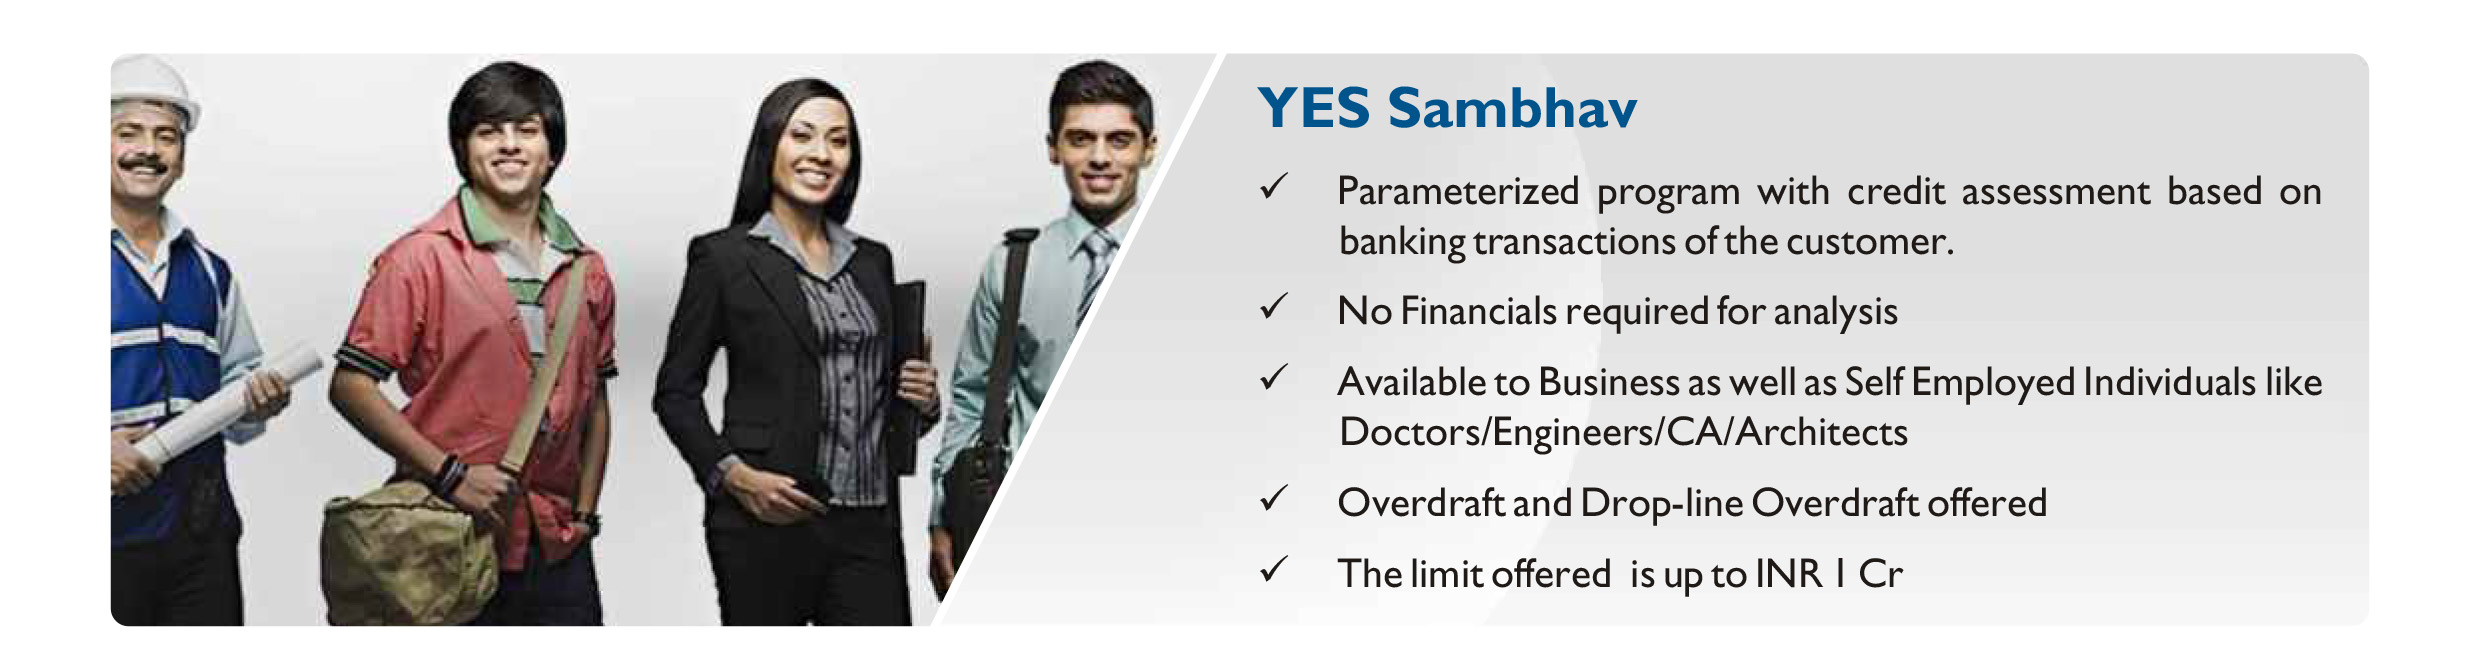 YES Sambhav
✓ Parameterized program with credit assessment based on
banking transactions of the customer.
✓ No Financials required for analysis
✓ Available to Business as well as Self Employed Individuals like
Doctors/Engineers/CA/Architects
✓ Overdraft and Drop-line Overdraft offered
✓ The limit offered is up to INR 1 Cr